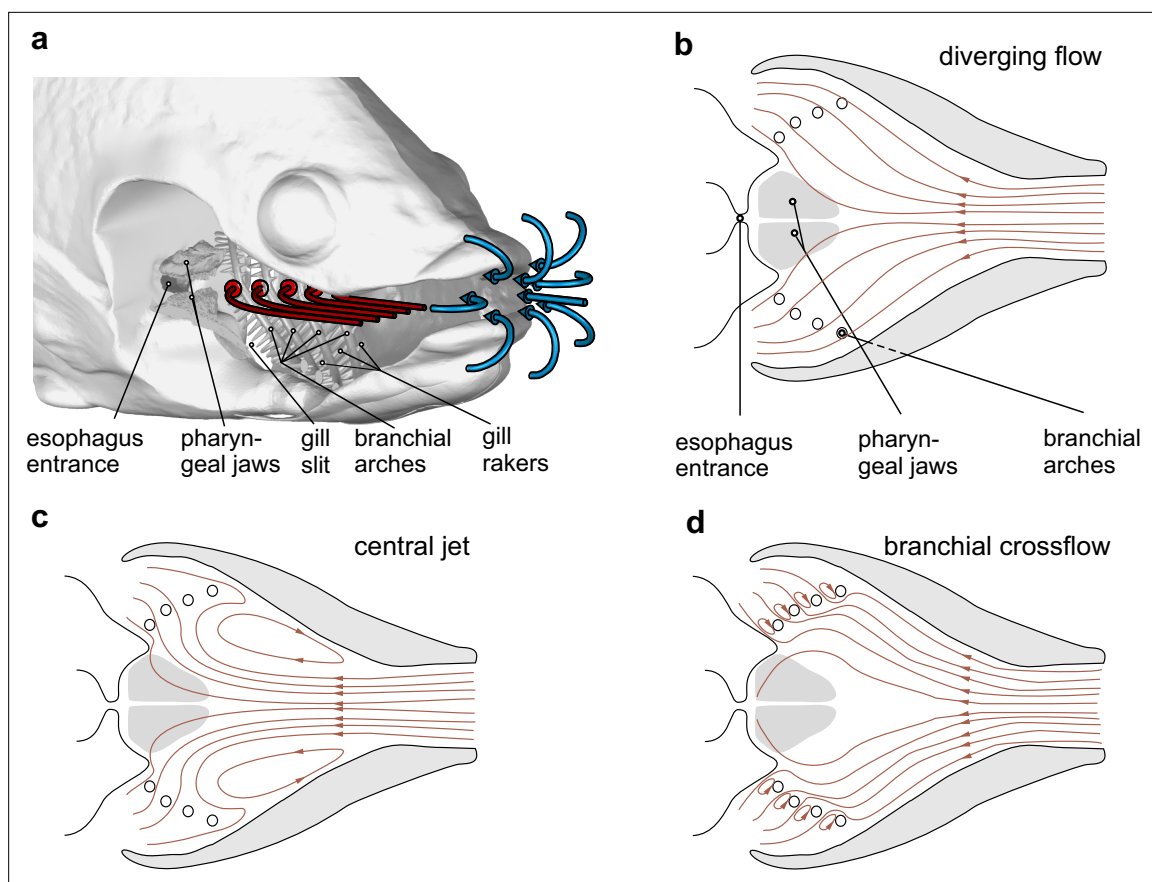 a
esophagus
entrance
pharyn-
geal jaws
gill
slit
branchial
arches
gill
rakers
b
diverging flow
esophagus
entrance
pharyn-
geal jaws
branchial
arches
c
central jet
d
branchial crossflow